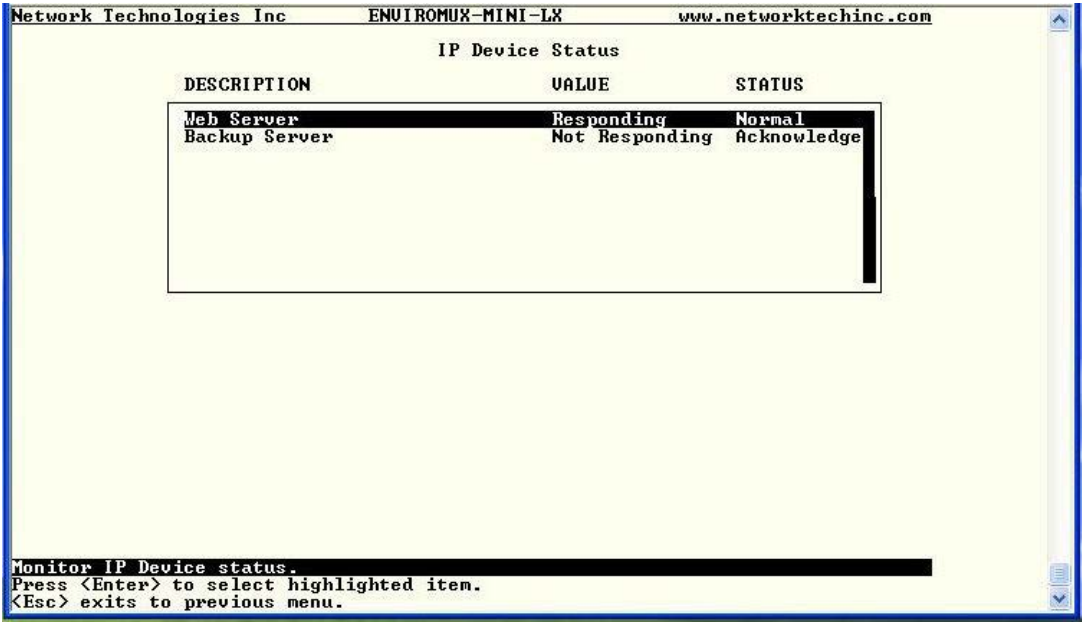 Network Technologies Inc ENVIROMUX-MINI-LX www.networktechinc.com
IP Device Status
DESCRIPTION VALUE STATUS
Web Server Responding Normal
Backup Server Not Responding Acknowledge
Monitor IP Device status.
Press <Enter> to select highlighted item.
<Esc> exits to previous menu.